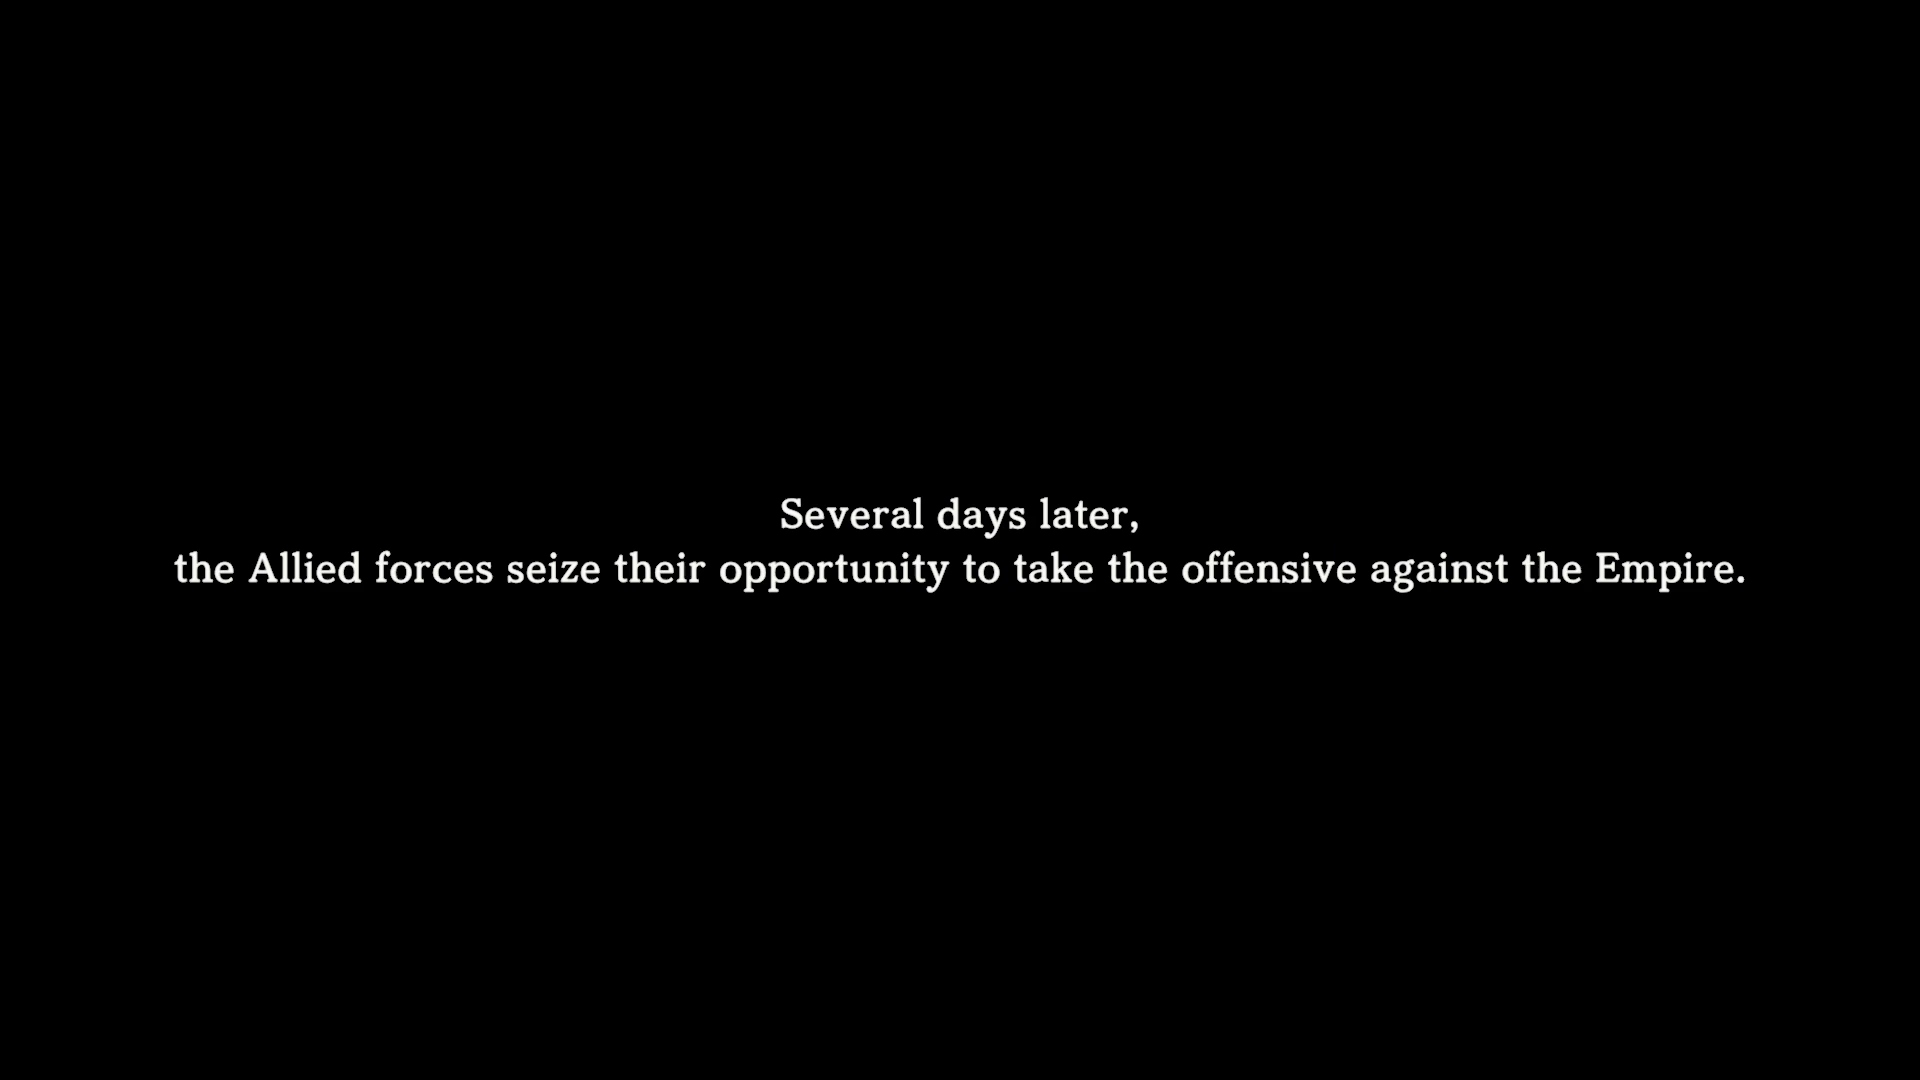 Several days later,
the Allied forces seize their opportunity to take the offensive against the Empire.